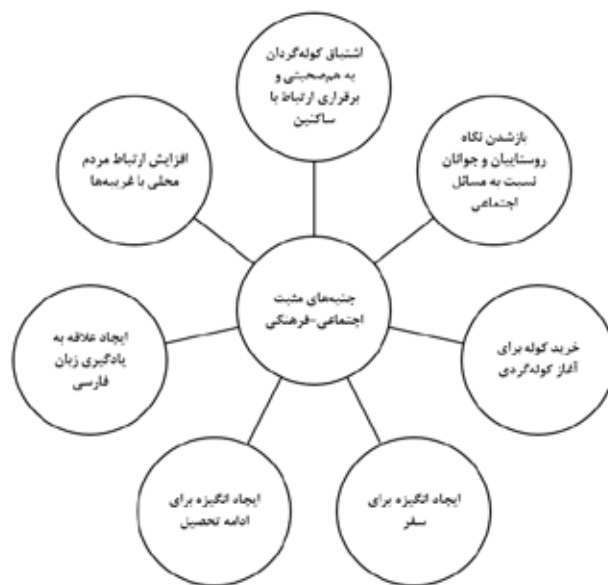 اشتیاق کوله‌گردان
به هم‌صحبتی و
برقراری ارتباط با
ساکنین
بازشدن نگاه
روستاییان و جوانان
نسبت به مسائل
اجتماعی
افزایش ارتباط مردم
محلی با غریبه‌ها
جنبه‌های مثبت
اجتماعی-فرهنگی
خرید کوله برای
آغاز کوله‌گردی
ایجاد علاقه به
یادگیری زبان
فارسی
ایجاد انگیزه برای
سفر
ایجاد انگیزه برای
ادامه تحصیل